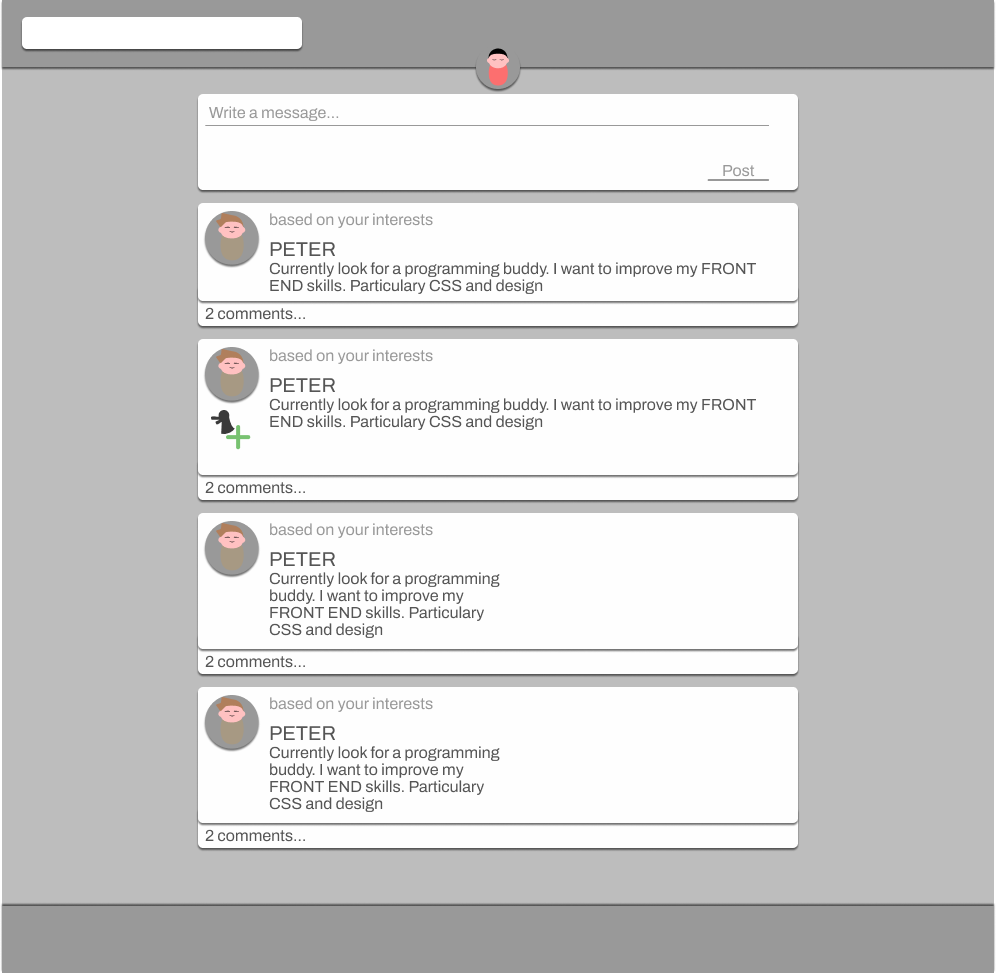 Write a message...
Post
based on your interests
PETER
Currently look for a programming buddy. I want to improve my FRONT
END skills. Particulary CSS and design
2 comments...
based on your interests
PETER
Currently look for a programming buddy. I want to improve my FRONT
END skills. Particulary CSS and design
2 comments...
based on your interests
PETER
Currently look for a programming
buddy. I want to improve my
FRONT END skills. Particulary
CSS and design
2 comments...
based on your interests
PETER
Currently look for a programming
buddy. I want to improve my
FRONT END skills. Particulary
CSS and design
2 comments...